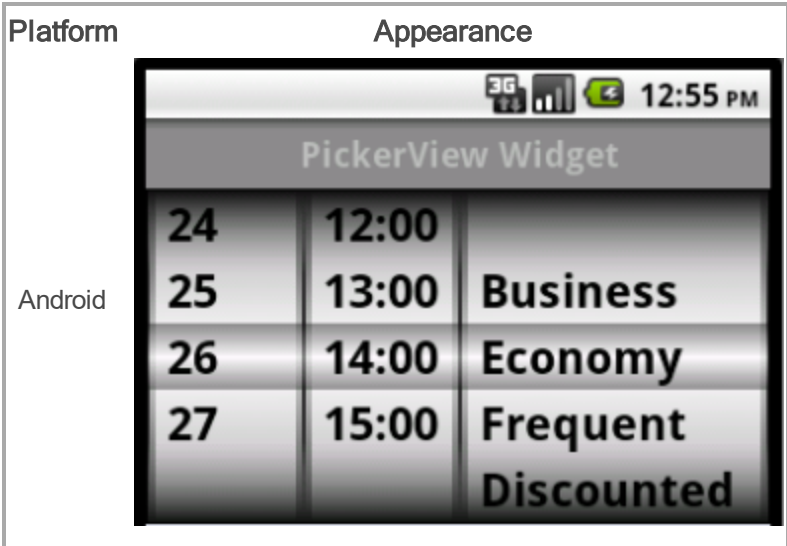 Platform Appearance
3G 12:55 PM
PickerView Widget
24 12:00
25 13:00 Business
Android
26 14:00 Economy
27 15:00 Frequent
Discounted